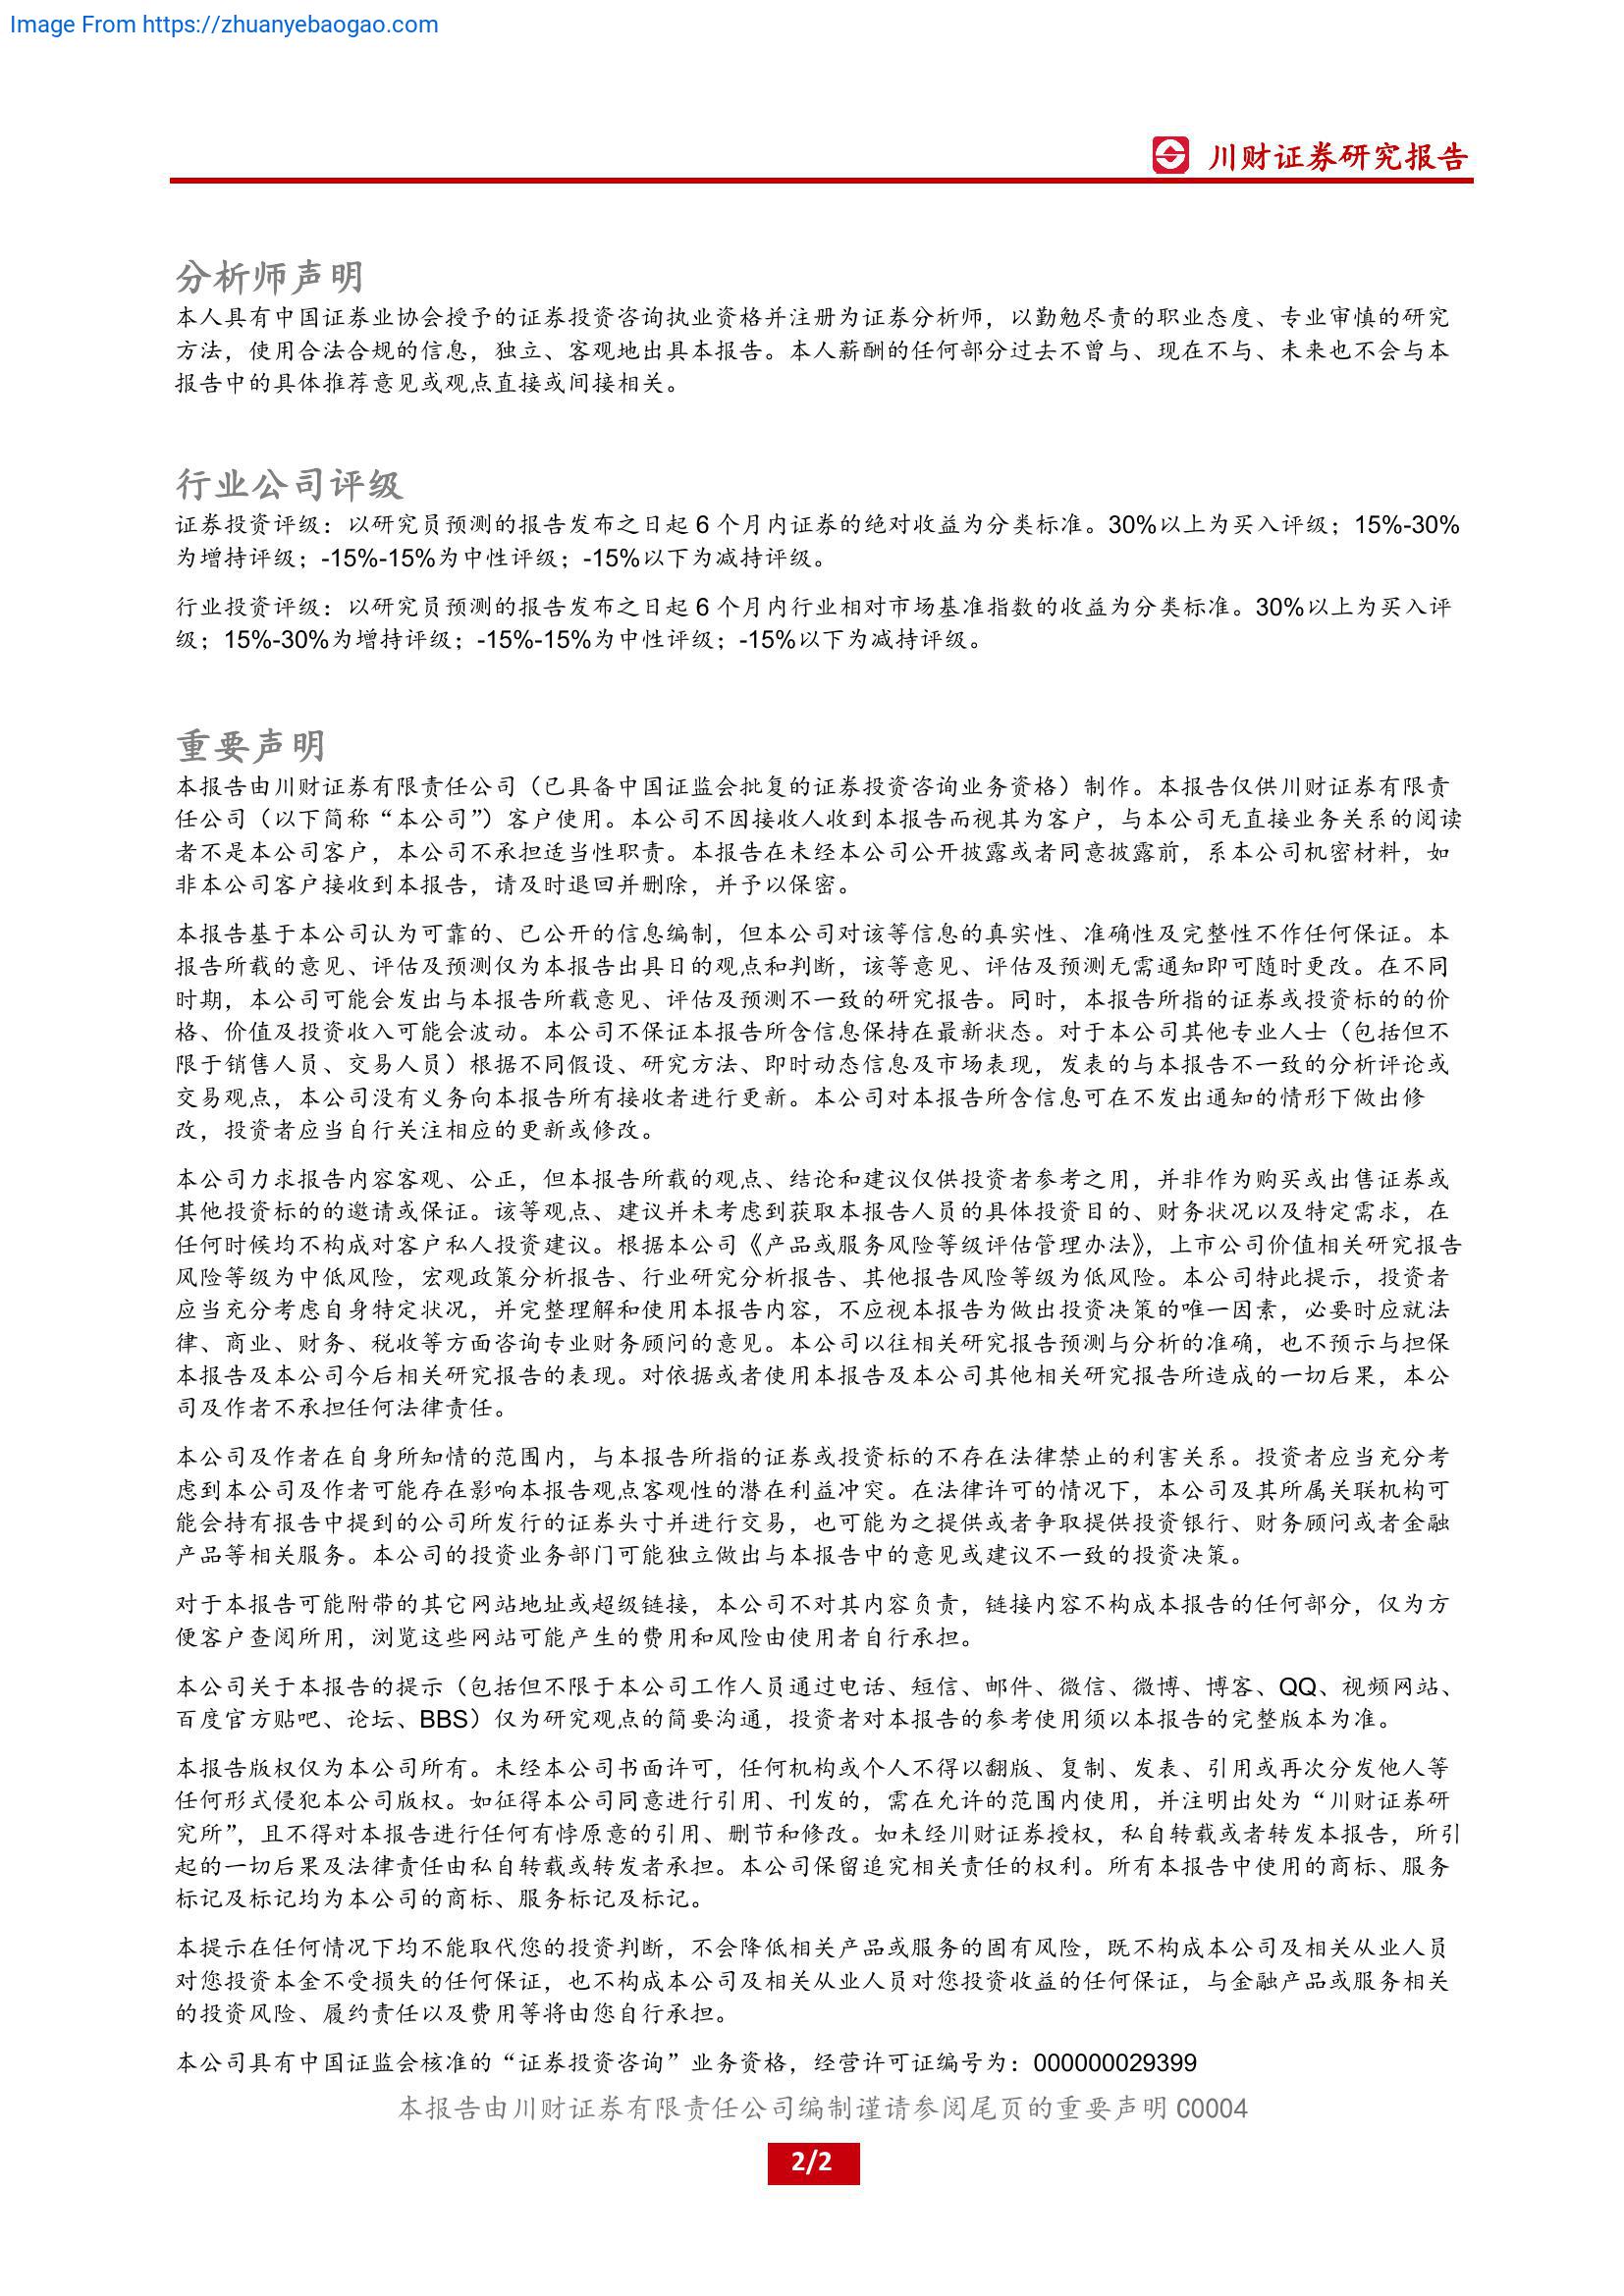 Image From https://zhuanyebaogao.com
川财证券研究报告
分析师声明
本人具有中国证券业协会授予的证券投资咨询执业资格并注册为证券分析师，以勤勉尽责的职业态度、专业审慎的研究
方法，使用合法合规的信息，独立、客观地出具本报告。本人薪酬的任何部分过去不曾与、现在不与、未来也不会与本
报告中的具体推荐意见或观点直接或间接相关。
行业公司评级
证券投资评级：以研究员预测的报告发布之日起 6 个月内证券的绝对收益为分类标准。30%以上为买入评级；15%-30%
为增持评级；-15%-15%为中性评级；-15%以下为减持评级。
行业投资评级：以研究员预测的报告发布之日起 6 个月内行业相对市场基准指数的收益为分类标准。30%以上为买入评
级；15%-30%为增持评级；-15%-15%为中性评级；-15%以下为减持评级。
重要声明
本报告由川财证券有限责任公司（已具备中国证监会批复的证券投资咨询业务资格）制作。本报告仅供川财证券有限责
任公司（以下简称“本公司”）客户使用。本公司不因接收人收到本报告而视其为客户，与本公司无直接业务关系的阅读
者不是本公司客户，本公司不承担适当性职责。本报告在未经本公司公开披露或者同意披露前，系本公司机密材料，如
非本公司客户接收到本报告，请及时退回并删除，并予以保密。
本报告基于本公司认为可靠的、已公开的信息编制，但本公司对该等信息的真实性、准确性及完整性不作任何保证。本
报告所载的意见、评估及预测仅为本报告出具日的观点和判断，该等意见、评估及预测无需通知即可随时更改。在不同
时期，本公司可能会发出与本报告所载意见、评估及预测不一致的研究报告。同时，本报告所指的证券或投资标的的价
格、价值及投资收入可能会波动。本公司不保证本报告所含信息保持在最新状态。对于本公司其他专业人士（包括但不
限于销售人员、交易人员）根据不同假设、研究方法、即时动态信息及市场表现，发表的与本报告不一致的分析评论或
交易观点，本公司没有义务向本报告所有接收者进行更新。本公司对本报告所含信息可在不发出通知的情形下做出修
改，投资者应当自行关注相应的更新或修改。
本公司力求报告内容客观、公正，但本报告所载的观点、结论和建议仅供投资者参考之用，并非作为购买或出售证券或
其他投资标的的邀请或保证。该等观点、建议并未考虑到获取本报告人员的具体投资目的、财务状况以及特定需求，在
任何时候均不构成对客户私人投资建议。根据本公司《产品或服务风险等级评估管理办法》，上市公司价值相关研究报告
风险等级为中低风险，宏观政策分析报告、行业研究分析报告、其他报告风险等级为低风险。本公司特此提示，投资者
应当充分考虑自身特定状况，并完整理解和使用本报告内容，不应视本报告为做出投资决策的唯一因素，必要时应就法
律、商业、财务、税收等方面咨询专业财务顾问的意见。本公司以往相关研究报告预测与分析的准确，也不预示与担保
本报告及本公司今后相关研究报告的表现。对依据或者使用本报告及本公司其他相关研究报告所造成的一切后果，本公
司及作者不承担任何法律责任。
本公司及作者在自身所知情的范围内，与本报告所指的证券或投资标的不存在法律禁止的利害关系。投资者应当充分考
虑到本公司及作者可能存在影响本报告观点客观性的潜在利益冲突。在法律许可的情况下，本公司及其所属关联机构可
能会持有报告中提到的公司所发行的证券头寸并进行交易，也可能为之提供或者争取提供投资银行、财务顾问或者金融
产品等相关服务。本公司的投资业务部门可能独立做出与本报告中的意见或建议不一致的投资决策。
对于本报告可能附带的其它网站地址或超级链接，本公司不对其内容负责，链接内容不构成本报告的任何部分，仅为方
便客户查阅所用，浏览这些网站可能产生的费用和风险由使用者自行承担。
本公司关于本报告的提示（包括但不限于本公司工作人员通过电话、短信、邮件、微信、微博、博客、QQ、视频网站、
百度官方贴吧、论坛、BBS）仅为研究观点的简要沟通，投资者对本报告的参考使用须以本报告的完整版本为准。
本报告版权仅为本公司所有。未经本公司书面许可，任何机构或个人不得以翻版、复制、发表、引用或再次分发他人等
任何形式侵犯本公司版权。如征得本公司同意进行引用、刊发的，需在允许的范围内使用，并注明出处为“川财证券研
究所”，且不得对本报告进行任何有悖原意的引用、删节和修改。如未经川财证券授权，私自转载或者转发本报告，所引
起的一切后果及法律责任由私自转载或转发者承担。本公司保留追究相关责任的权利。所有本报告中使用的商标、服务
标记及标记均为本公司的商标、服务标记及标记。
本提示在任何情况下均不能取代您的投资判断，不会降低相关产品或服务的固有风险，既不构成本公司及相关从业人员
对您投资本金不受损失的任何保证，也不构成本公司及相关从业人员对您投资收益的任何保证，与金融产品或服务相关
的投资风险、履约责任以及费用等将由您自行承担。
本公司具有中国证监会核准的“证券投资咨询”业务资格，经营许可证编号为：000000029399
本报告由川财证券有限责任公司编制谨请参阅尾页的重要声明 C0004
2/2